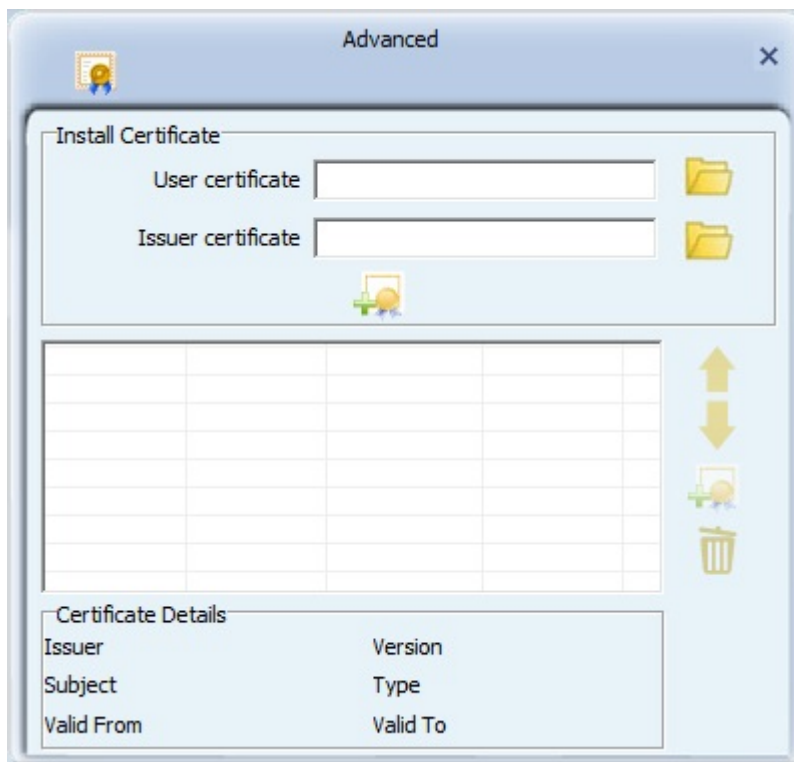 Advanced
Install Certificate
User certificate
Issuer certificate
Certificate Details
Issuer Version
Subject Type
Valid From Valid To